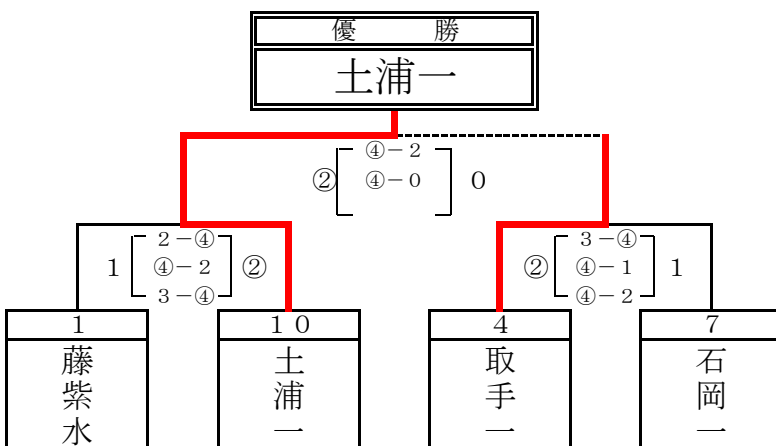 優 勝
土浦一
② ④－2 0
④－0
1 2－④ ②
④－2
3－④
② 3－④ 1
④－1
④－2
1
藤紫水
10
土浦一
4
取手一
7
石岡一